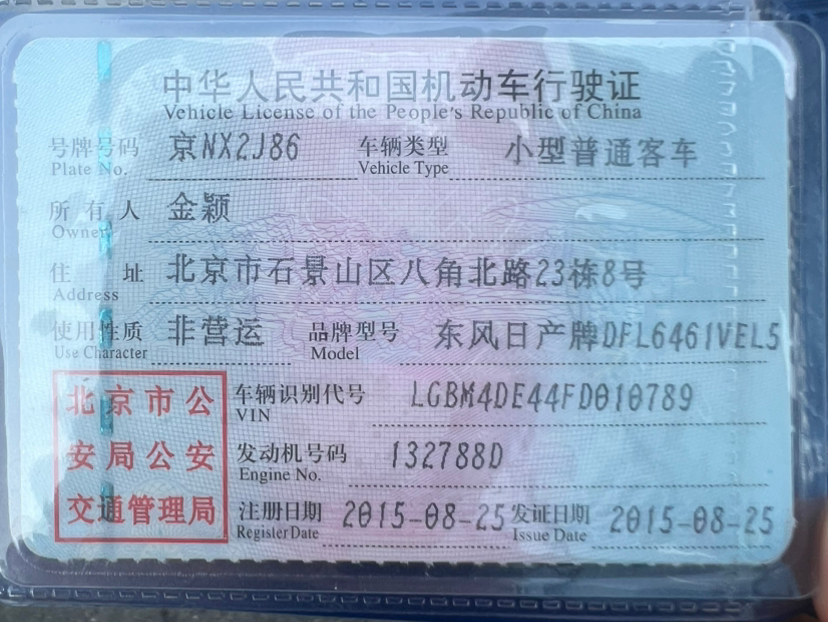 中华人民共和国机动车行驶证
Vehicle License of the People's Republic of China
号牌号码 京NX2J86 车辆类型 小型普通客车
Plate No. Vehicle Type
所有人 金颖
Owner
住址 北京市石景山区八角北路23栋8号
Address
使用性质 非营运 品牌型号 东风日产牌DFL6461VEL5
Use Character Model
北京市公 车辆识别代号 LGBM4DE44FD010789
VIN
安局公安 发动机号码 132788D
Engine No.
交通管理局 注册日期 2015-08-25 发证日期 2015-08-25
Register Date Issue Date